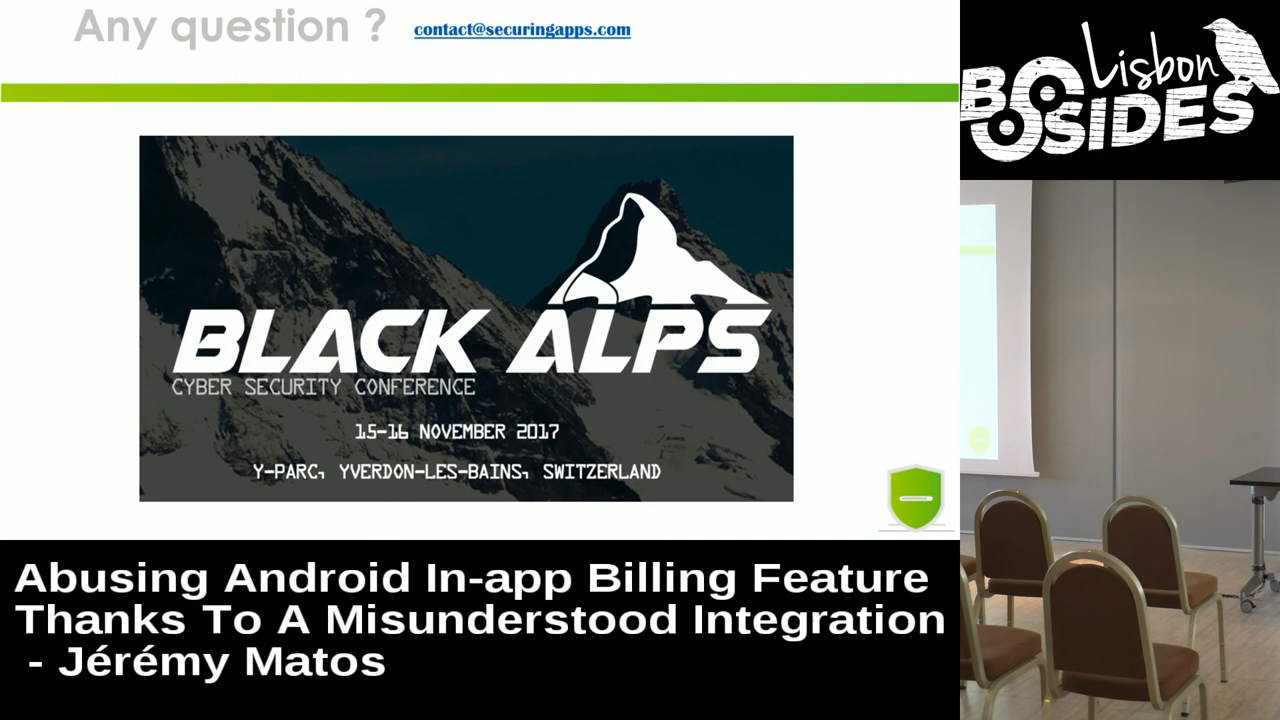 Any question ?
contact@securingapps.com
BLACK ALPS
CYBER SECURITY CONFERENCE
15-16 NOVEMBER 2017
Y-PARC, YVERDON-LES-BAINS, SWITZERLAND
Lisbon
BSIDES
Abusing Android In-app Billing Feature
Thanks To A Misunderstood Integration
- Jérémy Matos